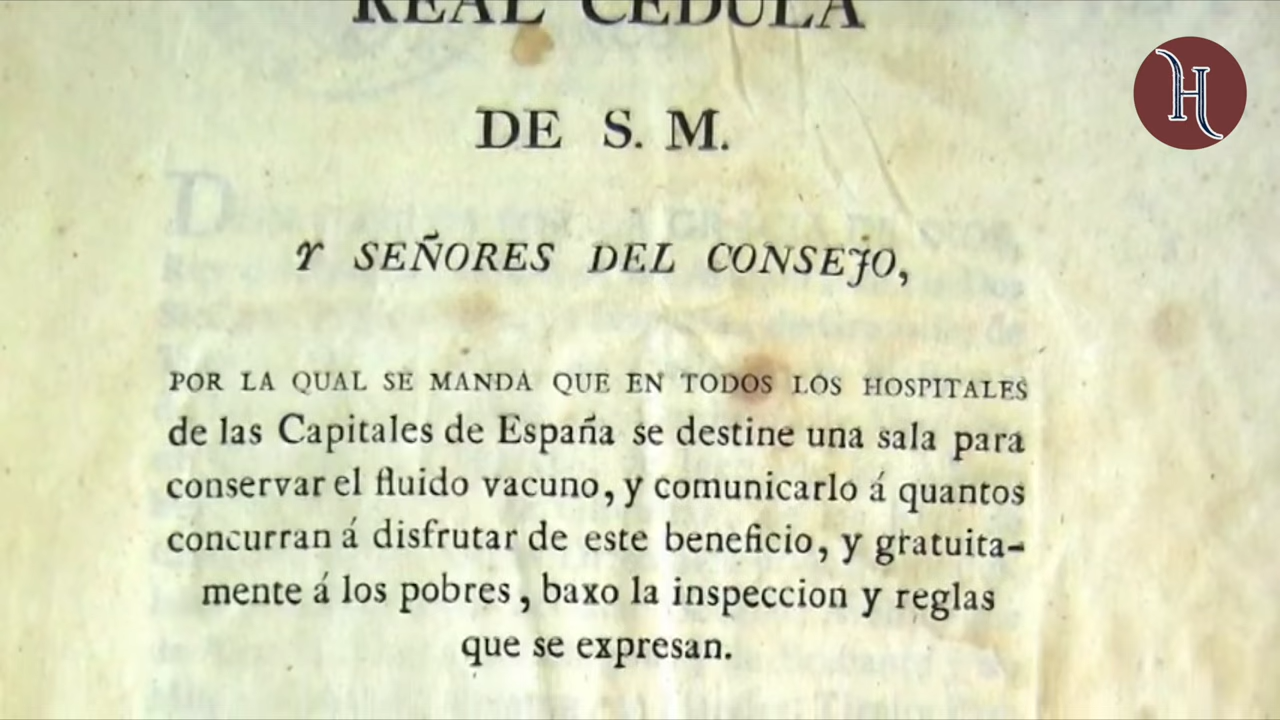 REAL CEDULA
DE S. M.
Y SEÑORES DEL CONSEJO,
POR LA QUAL SE MANDA QUE EN TODOS LOS HOSPITALES
de las Capitales de España se destine una sala para
conservar el fluido vacuno, y comunicarlo á quantos
concurran á disfrutar de este beneficio, y gratuita-
mente á los pobres, baxo la inspeccion y reglas
que se expresan.
H